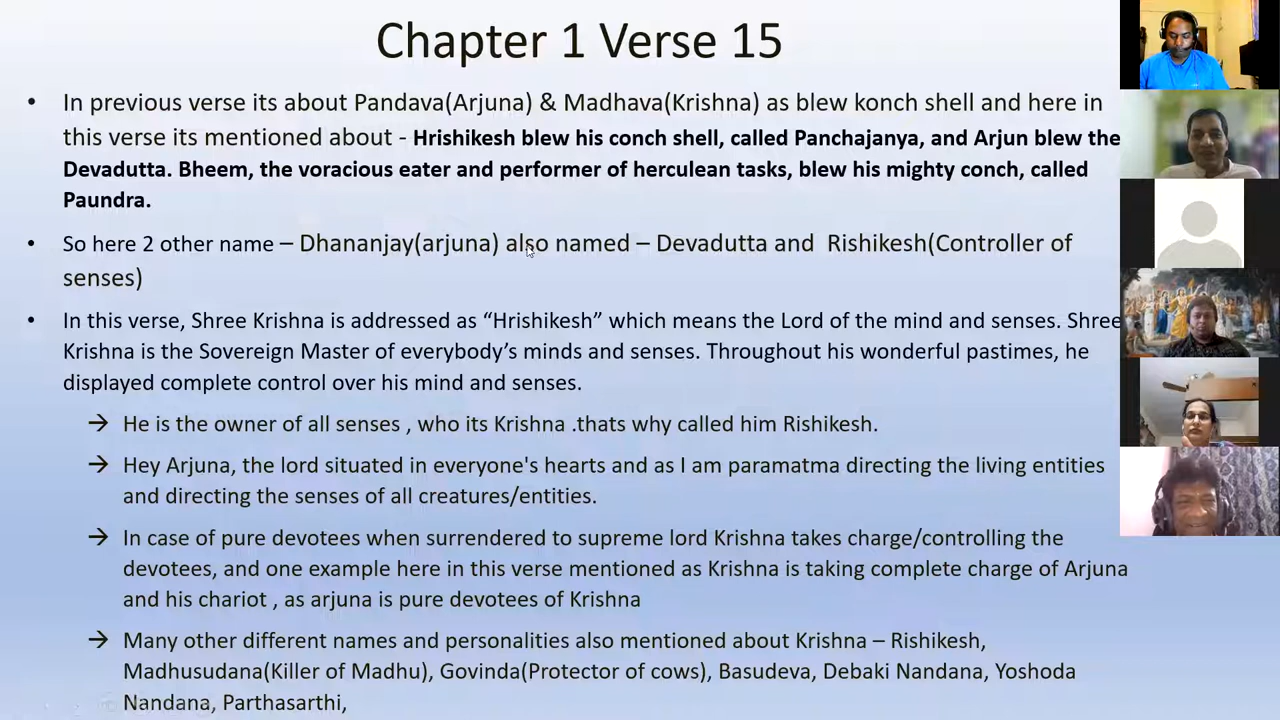 Chapter 1 Verse 15
• In previous verse its about Pandava(Arjuna) & Madhava(Krishna) as blew konch shell and here in
this verse its mentioned about - Hrishikesh blew his conch shell, called Panchajanya, and Arjun blew the
Devadutta. Bheem, the voracious eater and performer of herculean tasks, blew his mighty conch, called
Paundra.
• So here 2 other name – Dhananjay(arjuna) also named – Devadutta and Rishikesh(Controller of
senses)
• In this verse, Shree Krishna is addressed as “Hrishikesh” which means the Lord of the mind and senses. Shree
Krishna is the Sovereign Master of everybody’s minds and senses. Throughout his wonderful pastimes, he
displayed complete control over his mind and senses.
→ He is the owner of all senses , who its Krishna .thats why called him Rishikesh.
→ Hey Arjuna, the lord situated in everyone's hearts and as I am paramatma directing the living entities
and directing the senses of all creatures/entities.
→ In case of pure devotees when surrendered to supreme lord Krishna takes charge/controlling the
devotees, and one example here in this verse mentioned as Krishna is taking complete charge of Arjuna
and his chariot , as arjuna is pure devotees of Krishna
→ Many other different names and personalities also mentioned about Krishna – Rishikesh,
Madhusudana(Killer of Madhu), Govinda(Protector of cows), Basudeva, Debaki Nandana, Yoshoda
Nandana, Parthasarthi,